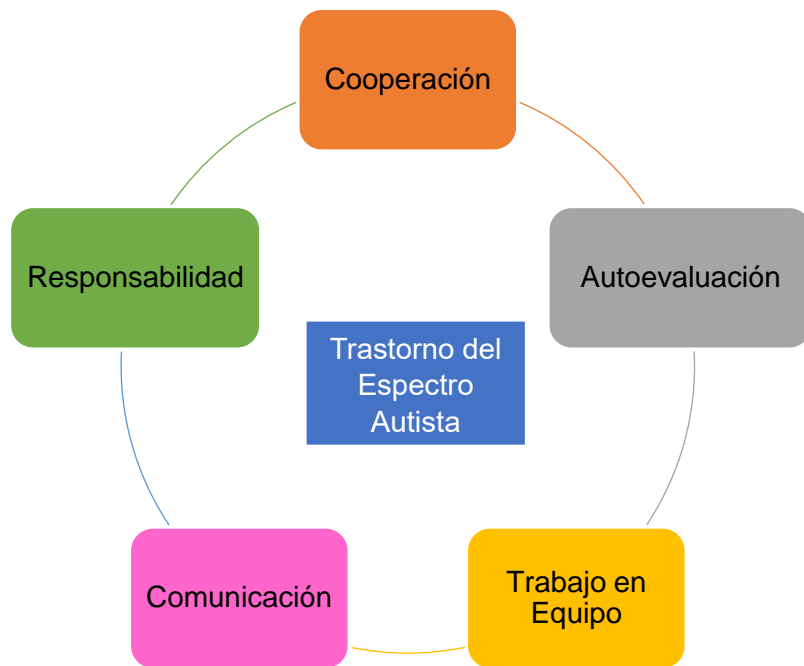 Cooperación
Responsabilidad
Autoevaluación
Trastorno del
Espectro
Autista
Comunicación
Trabajo en
Equipo